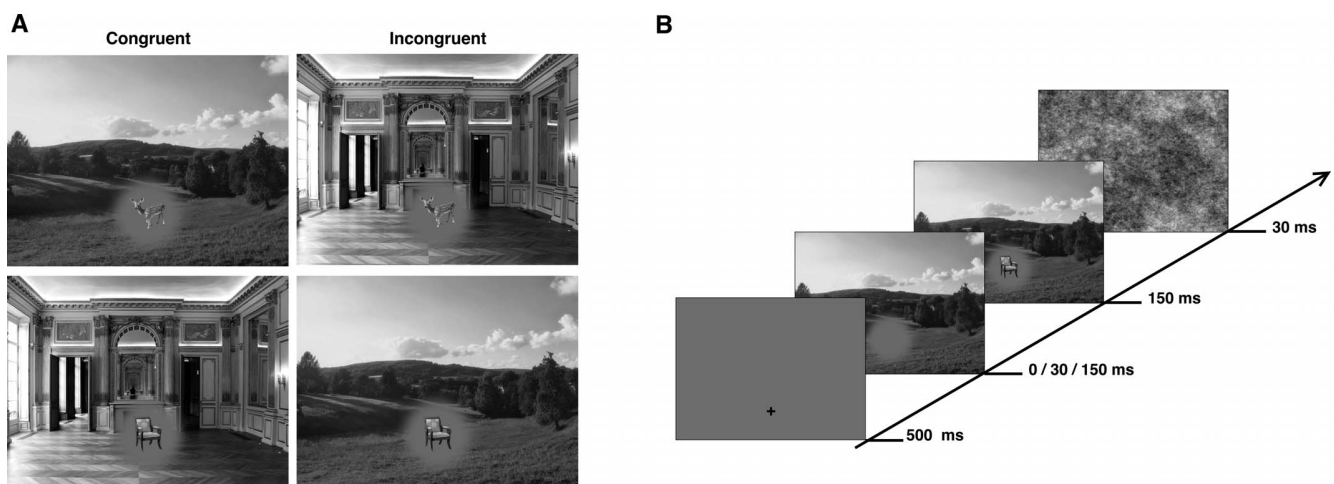 A
Congruent
Incongruent
B
30 ms
150 ms
0 / 30 / 150 ms
500 ms